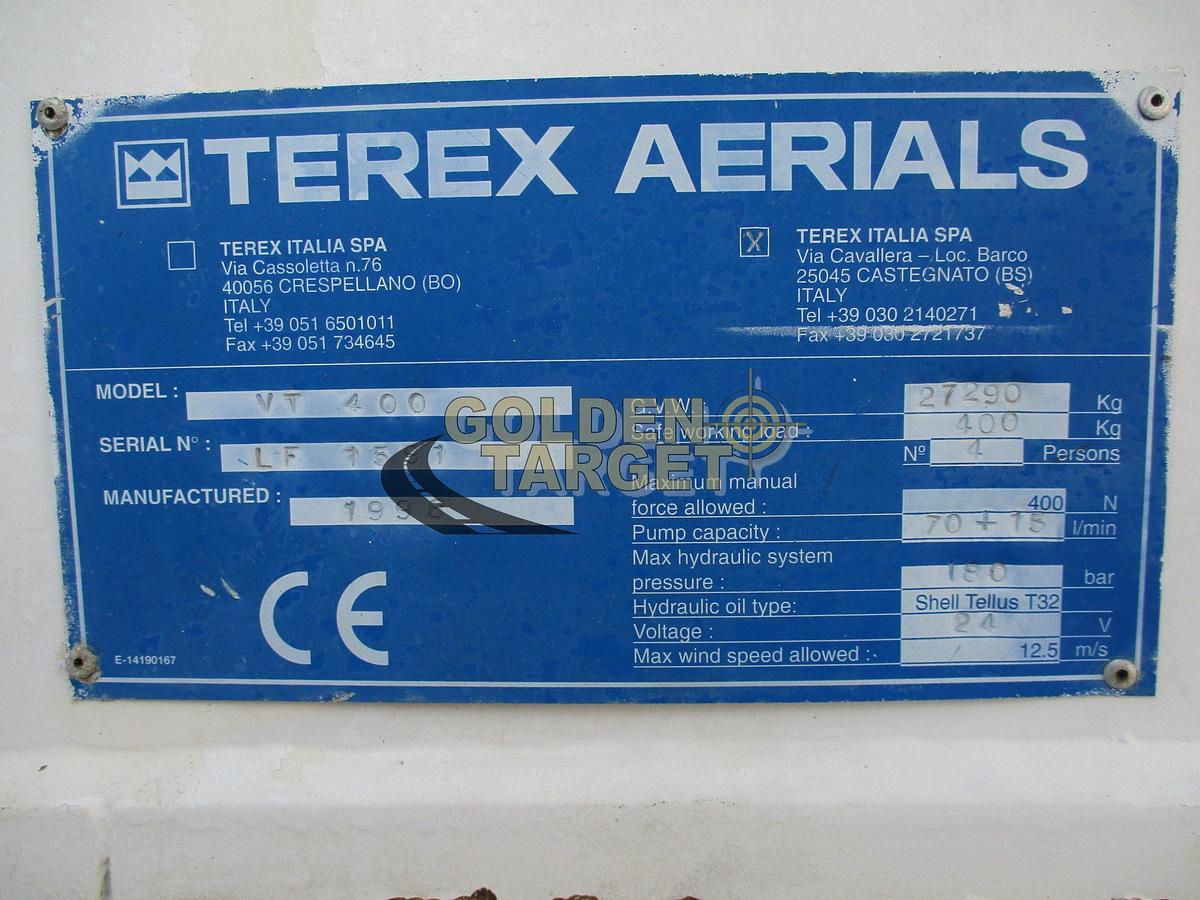 TEREX AERIALS
TEREX ITALIA SPA
Via Cassoletta n.76
40056 CRESPELLANO (BO)
ITALY
Tel +39 051 6501011
Fax +39 051 734645
X
TEREX ITALIA SPA
Via Cavallera – Loc. Barco
25045 CASTEGNATO (BS)
ITALY
Tel +39 030 2140271
Fax +39 030 2721737
MODEL : VT 400
SERIAL N° : LF
MANUFACTURED :
CE
E-14190167
G.V.W. : 27290 Kg
Safe working load : 400 Kg
Nº 4 Persons
Maximum manual
force allowed : 400 N
Pump capacity : 70 + 15 l/min
Max hydraulic system
pressure : 180 bar
Hydraulic oil type: Shell Tellus T32
Voltage : 24 V
Max wind speed allowed : 12.5 m/s
GOLDEN
TARGET